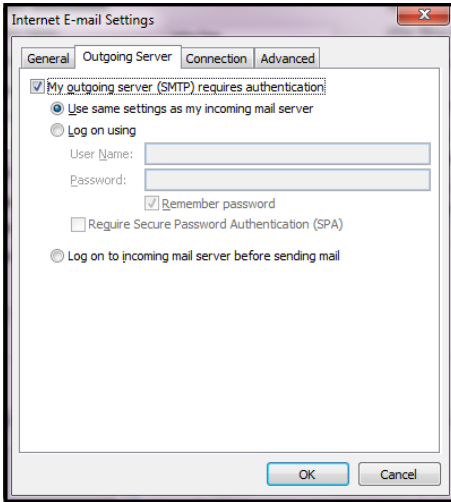 Internet E-mail Settings
General Outgoing Server Connection Advanced
My outgoing server (SMTP) requires authentication
Use same settings as my incoming mail server
Log on using
User Name:
Password:
Remember password
Require Secure Password Authentication (SPA)
Log on to incoming mail server before sending mail
OK Cancel